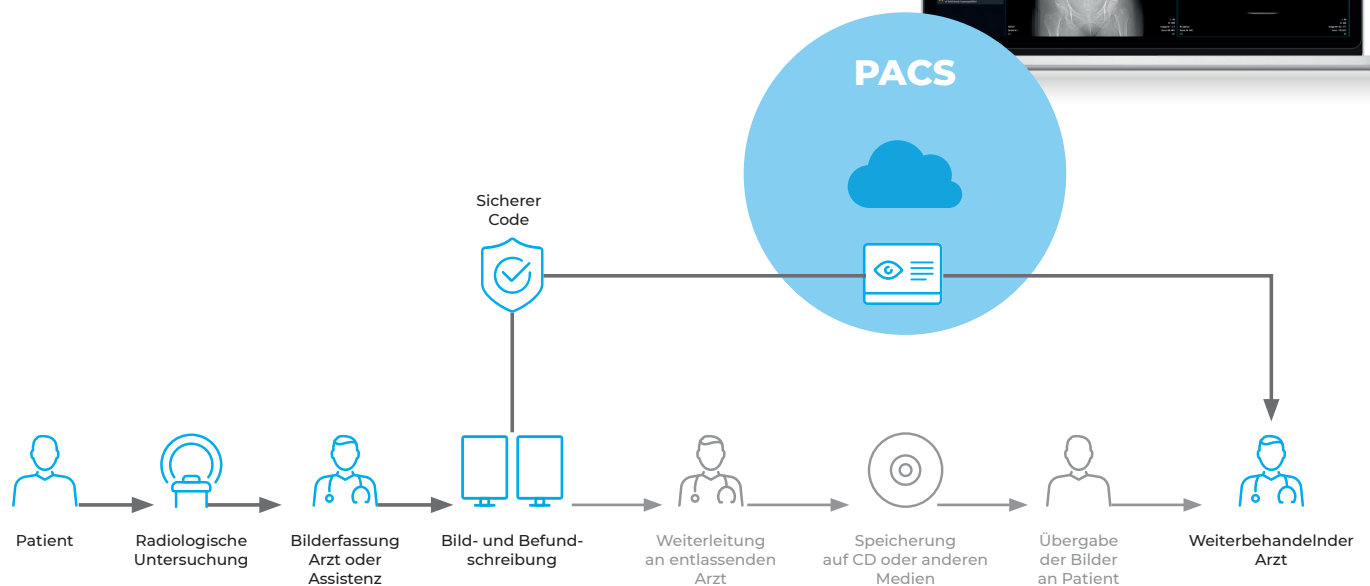 PACS
Sicherer
Code
Patient
Radiologische
Untersuchung
Bilderfassung
Arzt oder
Assistenz
Bild- und Befund-
schreibung
Weiterleitung
an entlassenden
Arzt
Speicherung
auf CD oder anderen
Medien
Übergabe
der Bilder
an Patient
Weiterbehandelnder
Arzt